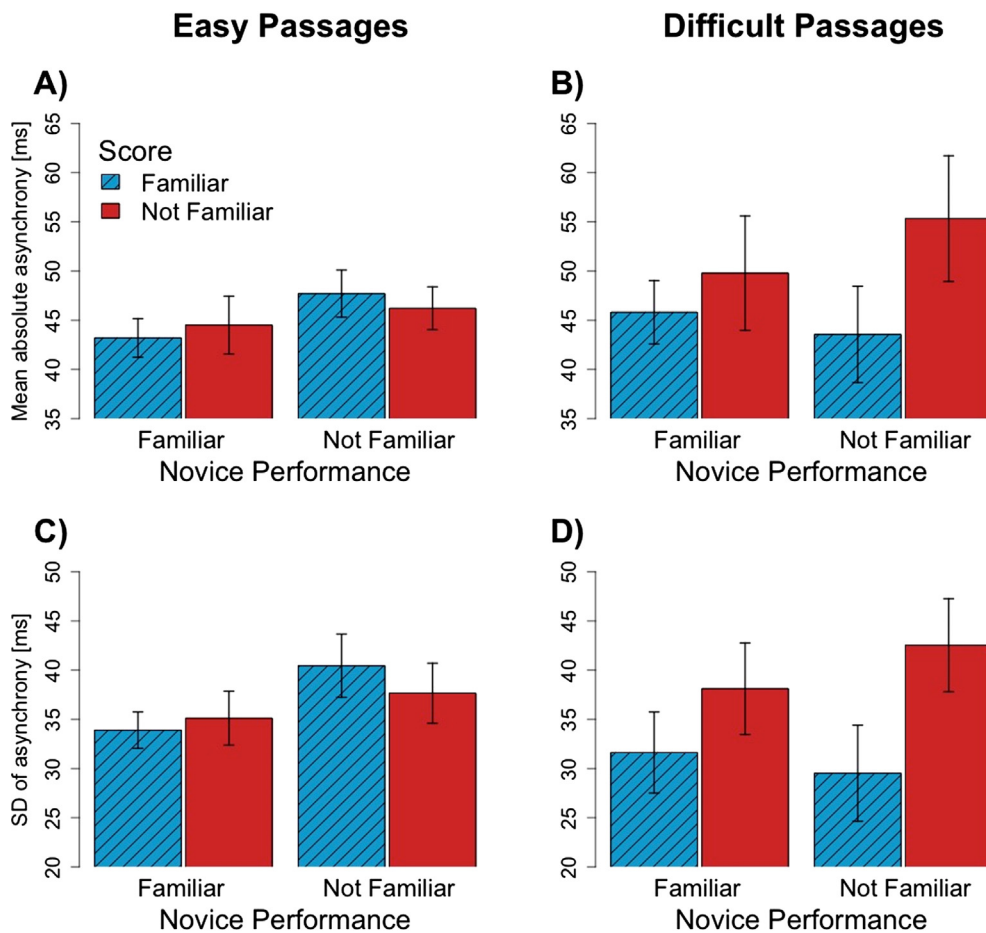 Easy Passages
Difficult Passages
A)
Mean absolute asynchrony [ms]
65
60
55
50
45
40
35
Score
Familiar
Not Familiar
Familiar
Not Familiar
Novice Performance
B)
65
60
55
50
45
40
35
Familiar
Not Familiar
Novice Performance
C)
SD of asynchrony [ms]
50
45
40
35
30
25
20
Familiar
Not Familiar
Novice Performance
D)
50
45
40
35
30
25
20
Familiar
Not Familiar
Novice Performance